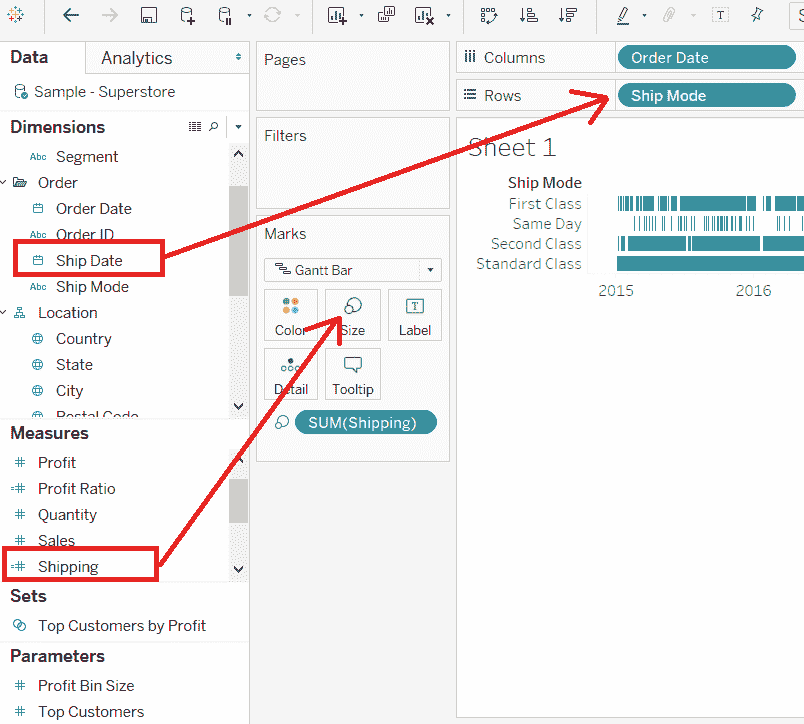 Data
Analytics
Sample - Superstore
Dimensions
Abc Segment
Order
Order Date
Abc Order ID
Ship Date
Abc Ship Mode
Location
Country
State
City
Postal Code
Measures
Profit
Profit Ratio
Quantity
Sales
Shipping
Sets
Top Customers by Profit
Parameters
Profit Bin Size
Top Customers
Pages
Filters
Marks
Gantt Bar
Color
Size
Label
Detail
Tooltip
SUM(Shipping)
Columns
Order Date
Rows
Ship Mode
Sheet 1
Ship Mode
First Class
Same Day
Second Class
Standard Class
2015
2016
T
T
S